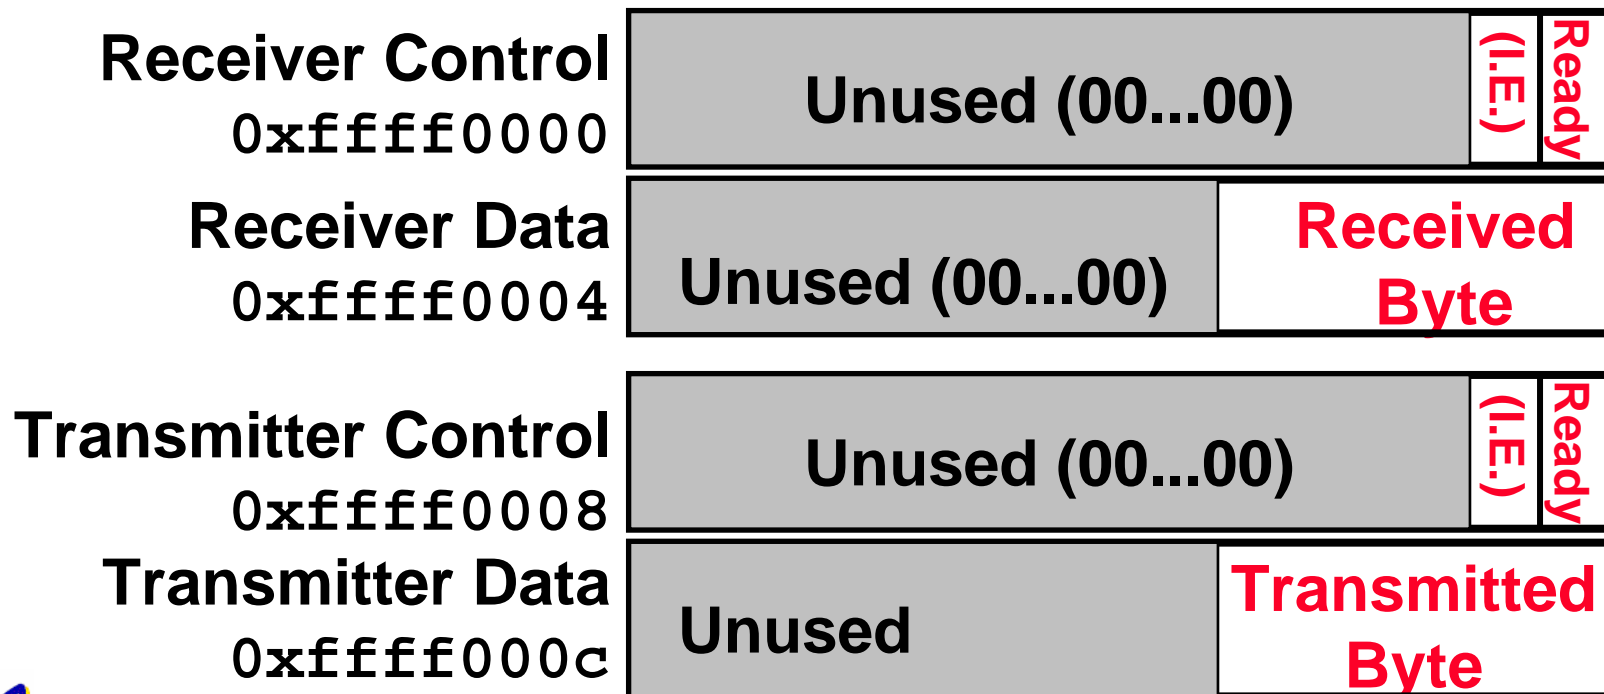 Receiver Control
0xffff0000
Unused (00...00)
(I.E.)
Ready
Receiver Data
0xffff0004
Unused (00...00)
Received
Byte
Transmitter Control
0xffff0008
Unused (00...00)
(I.E.)
Ready
Transmitter Data
0xffff000c
Unused
Transmitted
Byte